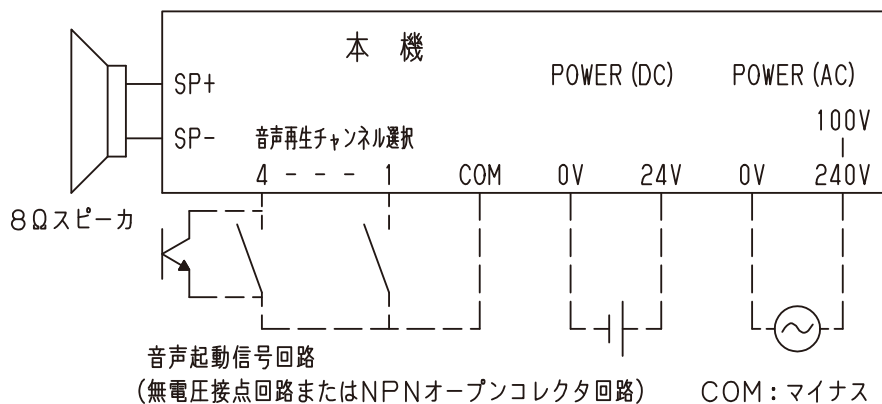 本 機
POWER (DC) POWER (AC)
SP+
100V
SP-
音声再生チャンネル選択
4 - - - 1 COM 0V 24V 0V 240V
8Ωスピーカ
音声起動信号回路
(無電圧接点回路またはNPNオープンコレクタ回路) COM:マイナス